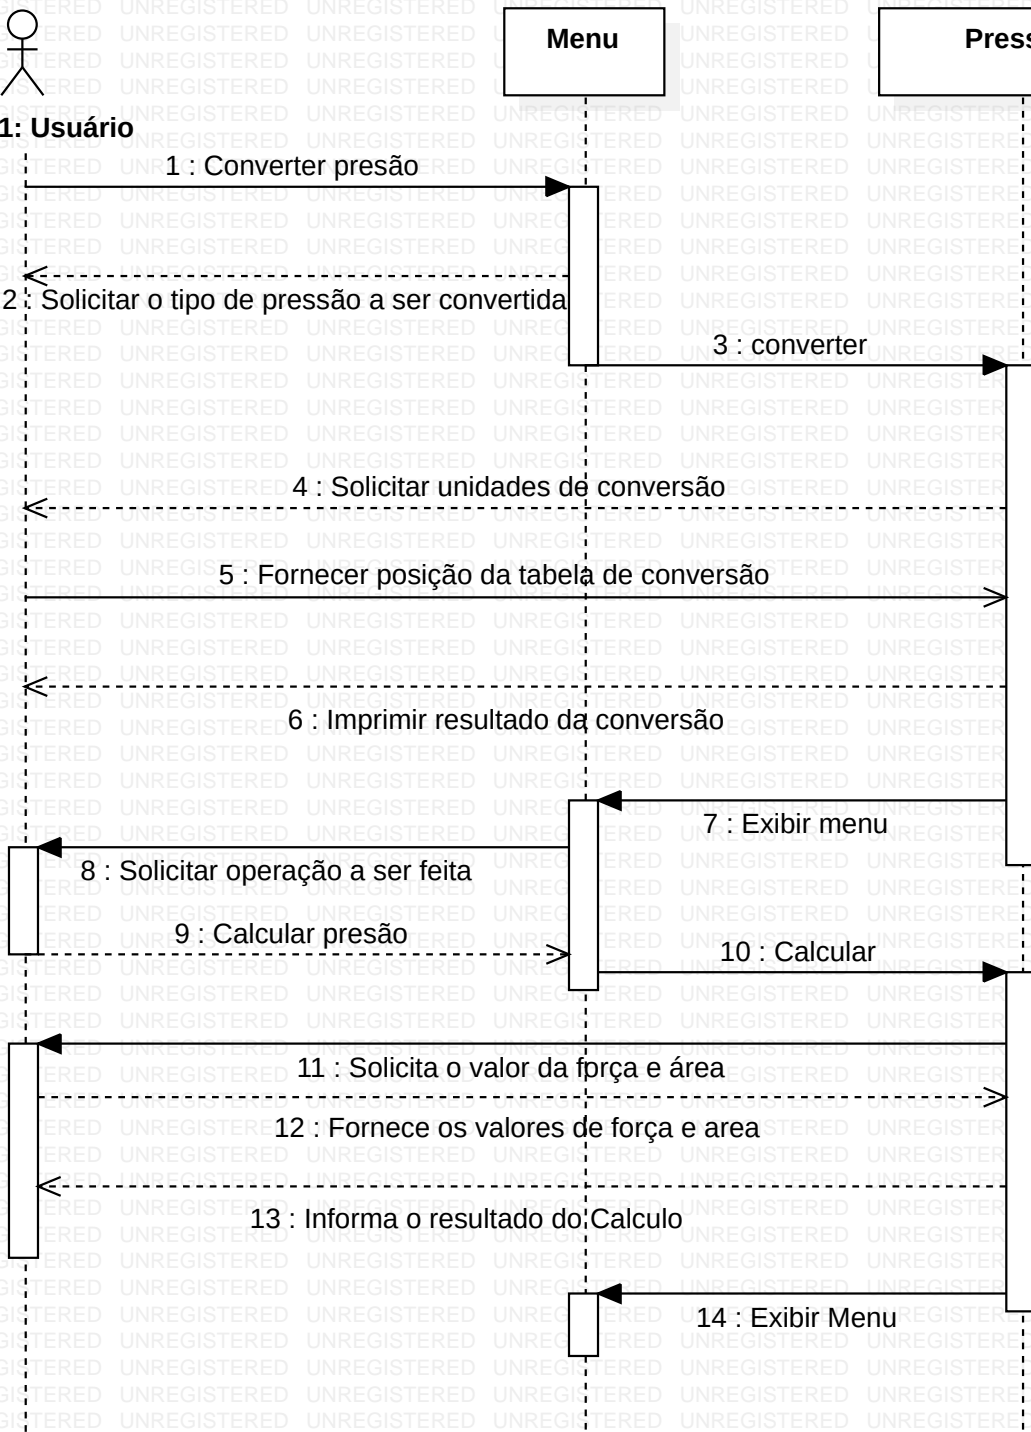 Menu
Press
1: Usuário
1 : Converter presão
2 : Solicitar o tipo de pressão a ser convertida
3 : converter
4 : Solicitar unidades de conversão
5 : Fornecer posição da tabela de conversão
6 : Imprimir resultado da conversão
7 : Exibir menu
8 : Solicitar operação a ser feita
9 : Calcular presão
10 : Calcular
11 : Solicita o valor da força e área
12 : Fornece os valores de força e area
13 : Informa o resultado do Calculo
14 : Exibir Menu
UNREGISTERED